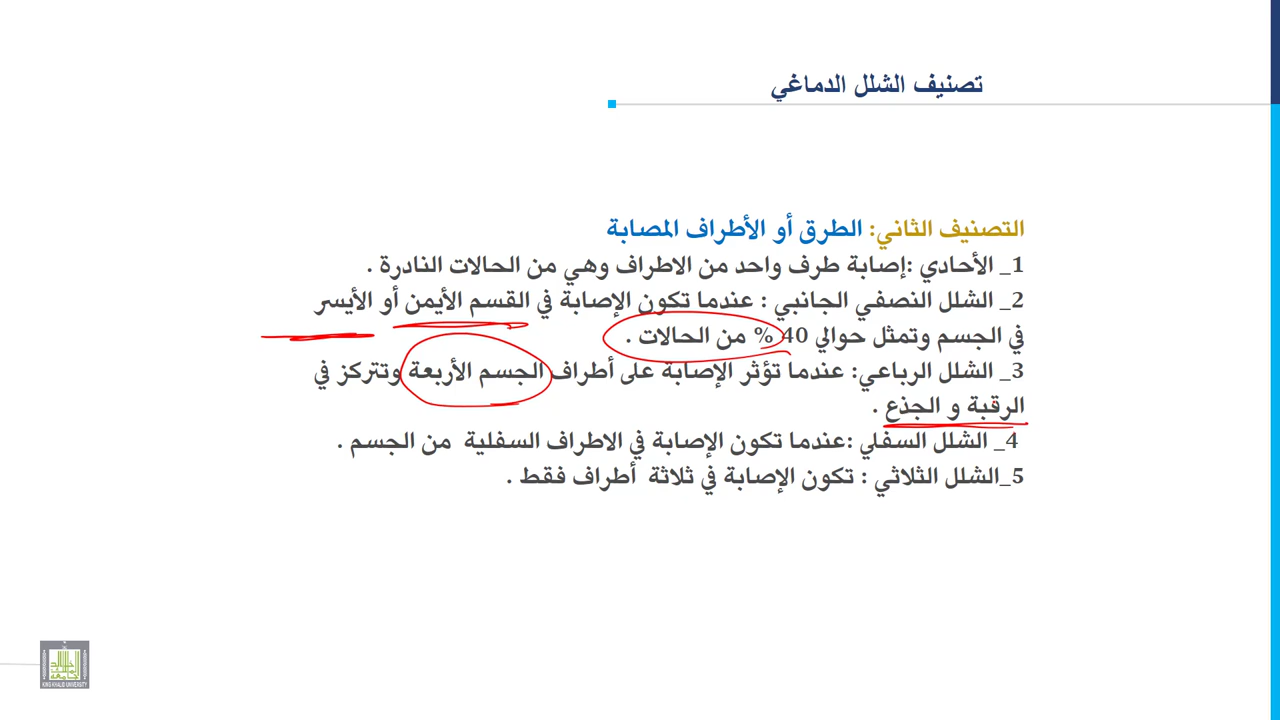 تصنيف الشلل الدماغي
التصنيف الثاني: الطرق أو الأطراف المصابة
1_ الأحادي :إصابة طرف واحد من الاطراف وهي من الحالات النادرة .
2_ الشلل النصفي الجانبي : عندما تكون الإصابة في القسم الأيمن أو الأيسر
في الجسم وتمثل حوالي 40 % من الحالات .
3_ الشلل الرباعي: عندما تؤثر الإصابة على أطراف الجسم الأربعة وتتركز في
الرقبة و الجذع .
4_ الشلل السفلي :عندما تكون الإصابة في الاطراف السفلية من الجسم .
5_الشلل الثلاثي : تكون الإصابة في ثلاثة أطراف فقط .
KING KHALID UNIVERSITY